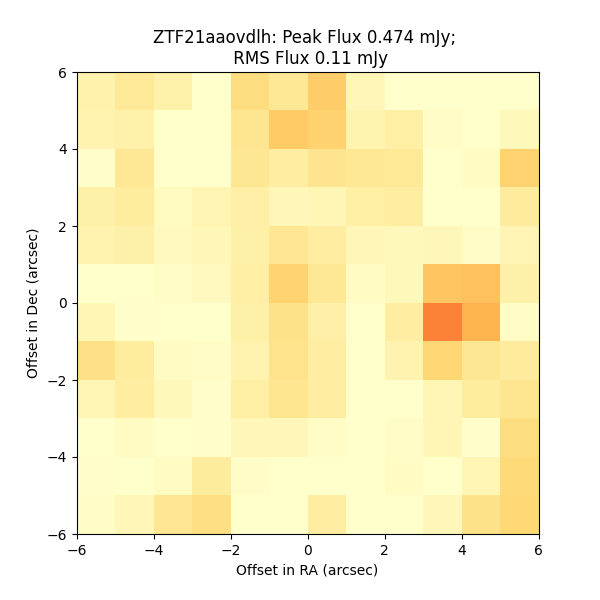 ZTF21aaovdlh: Peak Flux 0.474 mJy;
RMS Flux 0.11 mJy
6
4
2
0
−2
−4
−6
Offset in Dec (arcsec)
−6 −4 −2 0 2 4 6
Offset in RA (arcsec)